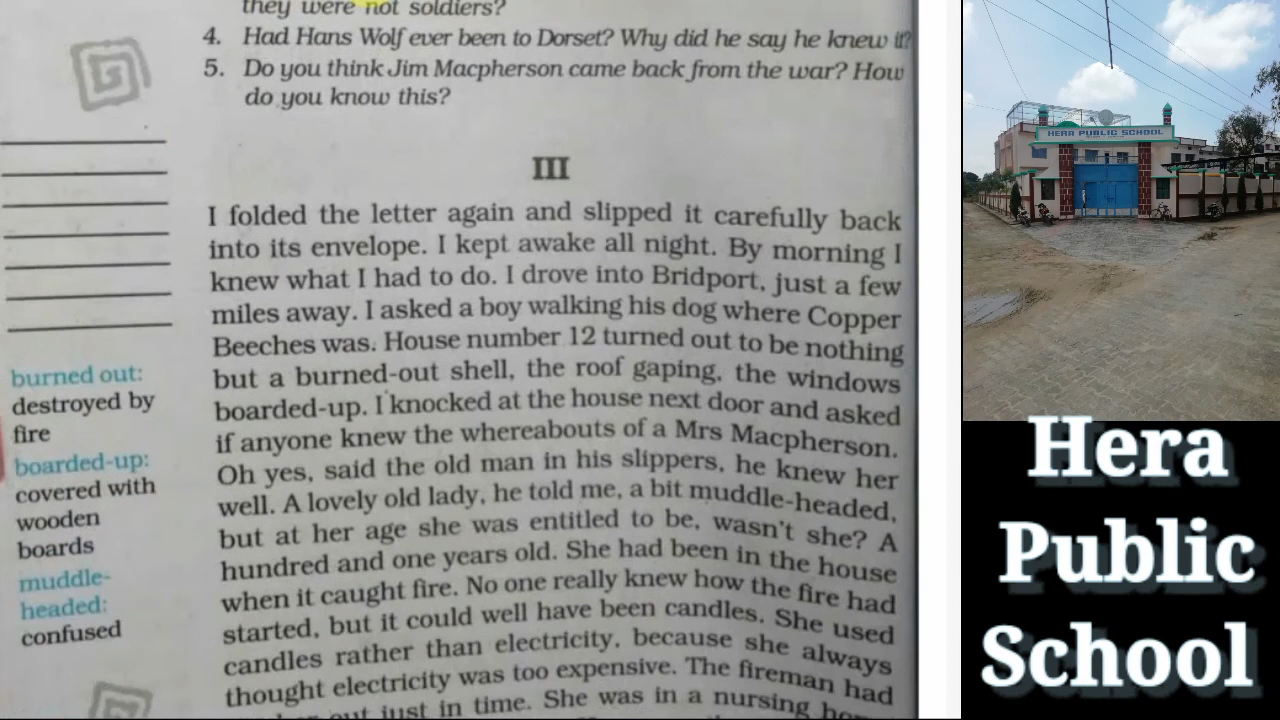 they were not soldiers?
4. Had Hans Wolf ever been to Dorset? Why did he say he knew it?
5. Do you think Jim Macpherson came back from the war? How
do you know this?
III
I folded the letter again and slipped it carefully back
into its envelope. I kept awake all night. By morning I
knew what I had to do. I drove into Bridport, just a few
miles away. I asked a boy walking his dog where Copper
Beeches was. House number 12 turned out to be nothing
but a burned-out shell, the roof gaping, the windows
boarded-up. I knocked at the house next door and asked
if anyone knew the whereabouts of a Mrs Macpherson.
Oh yes, said the old man in his slippers, he knew her
well. A lovely old lady, he told me, a bit muddle-headed,
but at her age she was entitled to be, wasn't she? A
hundred and one years old. She had been in the house
when it caught fire. No one really knew how the fire had
started, but it could well have been candles. She used
candles rather than electricity, because she always
thought electricity was too expensive. The fireman had
out just in time. She was in a nursing
burned out:
destroyed by
fire
boarded-up:
covered with
wooden
boards
muddle-
headed:
confused
HERA PUBLIC SCHOOL
Hera
Public
School